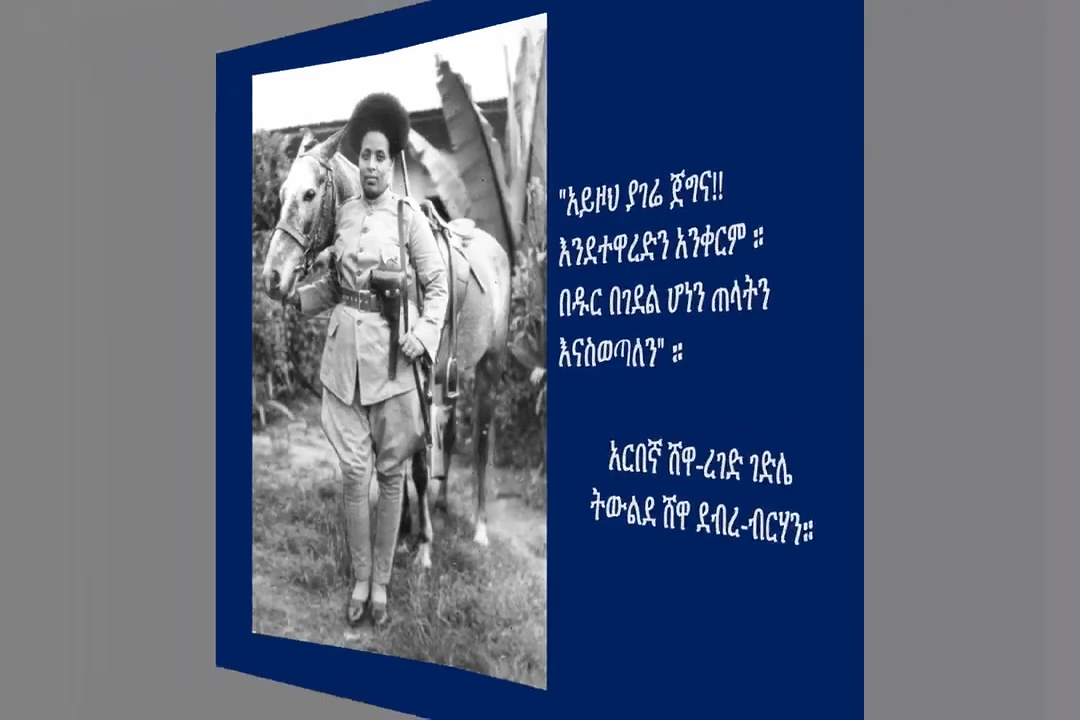 "አይዞህ ያገሬ ጀግና!!
እንደተዋረድን አንቀርም ።
በዱር በገደል ሆነን ጠላትን
እናስወጣለን" ።
አርበኛ ሸዋ-ረገድ ገድሌ
ትውልደ ሸዋ ደብረ-ብርሃን።